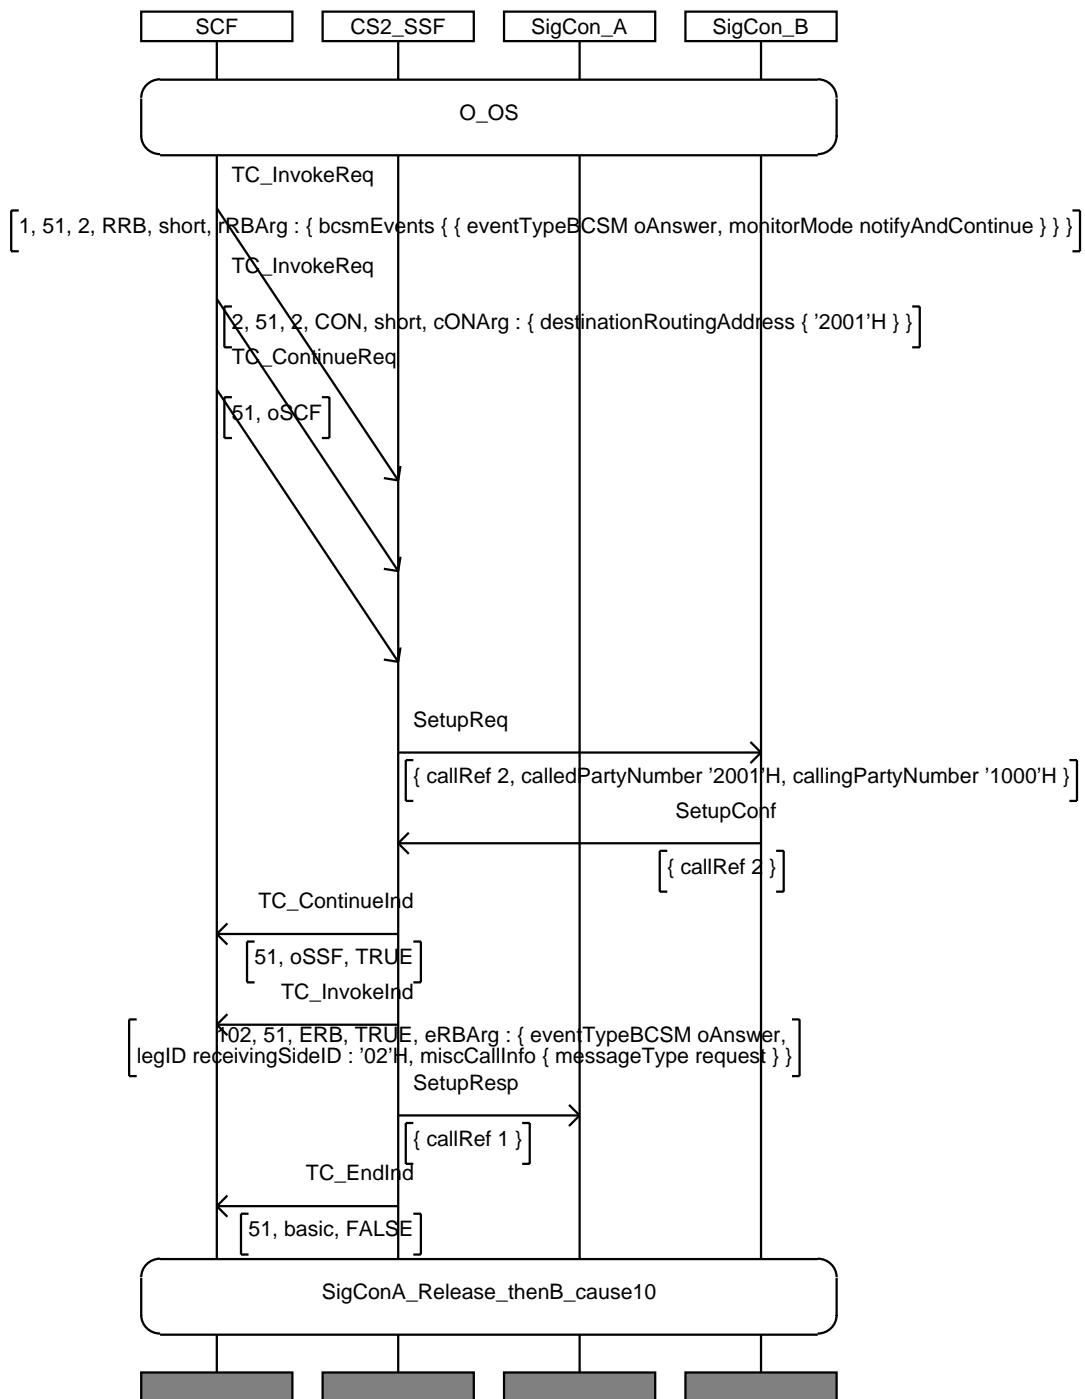 SCF
CS2_SSF
SigCon_A
SigCon_B
O_OS
TC_InvokeReq
[1, 51, 2, RRB, short, rRBArg : { bcsmEvents { { eventTypeBCSM oAnswer, monitorMode notifyAndContinue } } }]
TC_InvokeReq
[2, 51, 2, CON, short, cONArg : { destinationRoutingAddress { '2001'H } }]
TC_ContinueReq
[51, oSCF]
SetupReq
[{ callRef 2, calledPartyNumber '2001'H, callingPartyNumber '1000'H }]
SetupConf
[{ callRef 2 }]
TC_ContinueInd
[51, oSSF, TRUE]
TC_InvokeInd
[102, 51, ERB, TRUE, eRBArg : { eventTypeBCSM oAnswer,
legID receivingSideID : '02'H, miscCallInfo { messageType request } }]
SetupResp
[{ callRef 1 }]
TC_EndInd
[51, basic, FALSE]
SigConA_Release_thenB_cause10